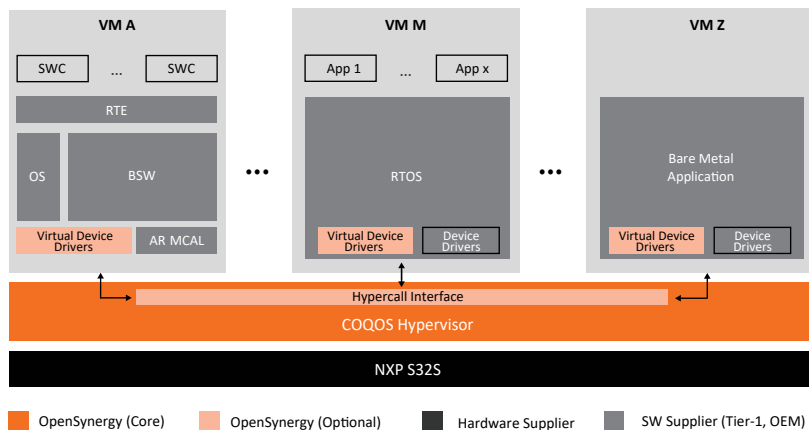 VM A
VM M
VM Z
SWC
...
SWC
App 1
...
App x
RTE
OS
BSW
RTOS
Bare Metal
Application
Virtual Device
Drivers
AR MCAL
Virtual Device
Drivers
Device
Drivers
Virtual Device
Drivers
Device
Drivers
...
...
Hypercall Interface
COQOS Hypervisor
NXP S32S
OpenSynergy (Core)
OpenSynergy (Optional)
Hardware Supplier
SW Supplier (Tier-1, OEM)